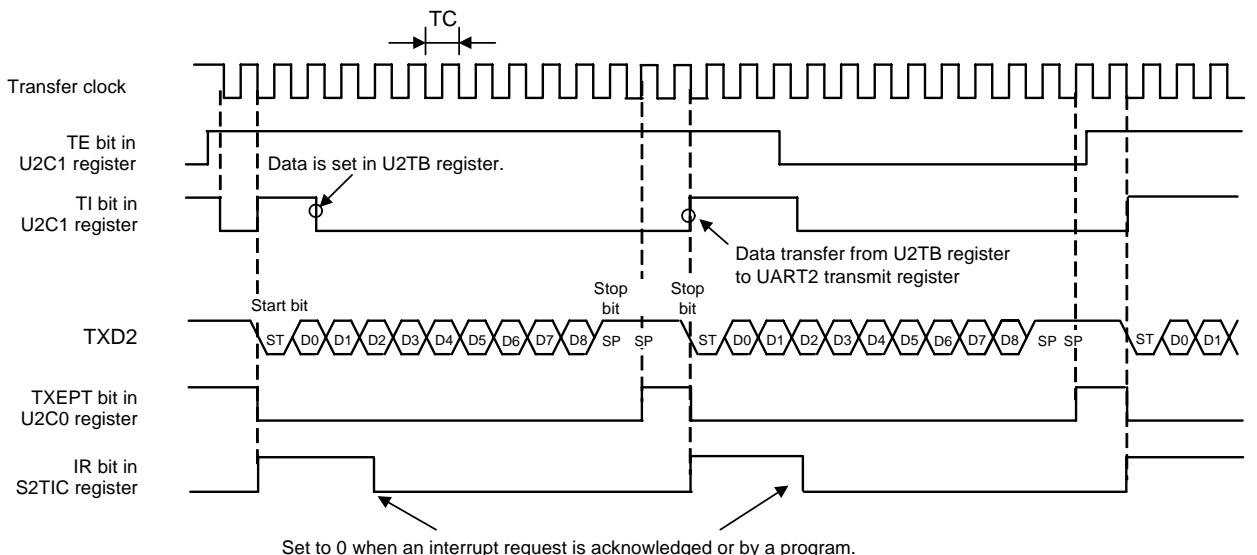 TC
Transfer clock
TE bit in
U2C1 register
Data is set in U2TB register.
TI bit in
U2C1 register
Data transfer from U2TB register
to UART2 transmit register
Start bit
Stop
bit
Stop
bit
TXD2
ST D0 D1 D2 D3 D4 D5 D6 D7 D8 SP SP ST D0 D1 D2 D3 D4 D5 D6 D7 D8 SP SP ST D0 D1
TXEPT bit in
U2C0 register
IR bit in
S2TIC register
Set to 0 when an interrupt request is acknowledged or by a program.